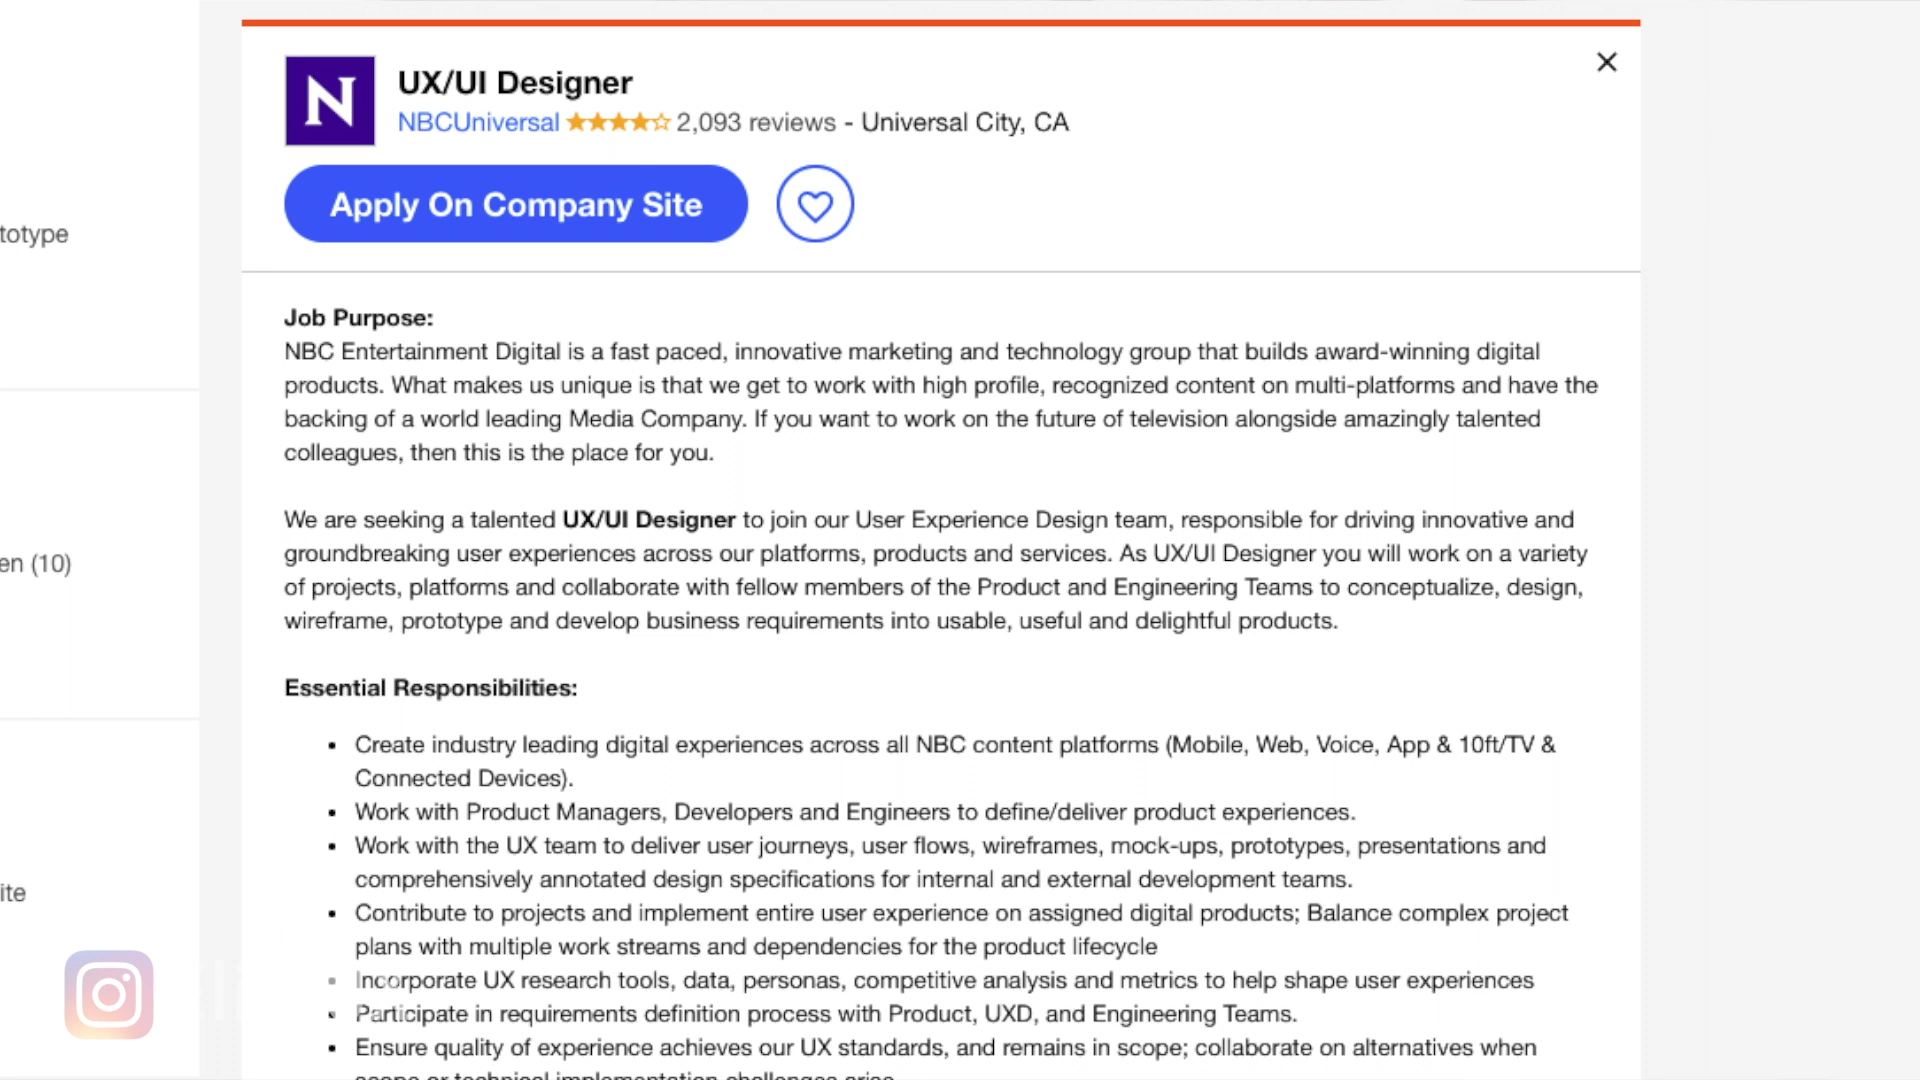 N
UX/UI Designer
NBCUniversal ★★★★☆ 2,093 reviews - Universal City, CA
Apply On Company Site
totype
Job Purpose:
NBC Entertainment Digital is a fast paced, innovative marketing and technology group that builds award-winning digital
products. What makes us unique is that we get to work with high profile, recognized content on multi-platforms and have the
backing of a world leading Media Company. If you want to work on the future of television alongside amazingly talented
colleagues, then this is the place for you.
We are seeking a talented UX/UI Designer to join our User Experience Design team, responsible for driving innovative and
groundbreaking user experiences across our platforms, products and services. As UX/UI Designer you will work on a variety
of projects, platforms and collaborate with fellow members of the Product and Engineering Teams to conceptualize, design,
wireframe, prototype and develop business requirements into usable, useful and delightful products.
en (10)
Essential Responsibilities:
• Create industry leading digital experiences across all NBC content platforms (Mobile, Web, Voice, App & 10ft/TV &
Connected Devices).
• Work with Product Managers, Developers and Engineers to define/deliver product experiences.
• Work with the UX team to deliver user journeys, user flows, wireframes, mock-ups, prototypes, presentations and
comprehensively annotated design specifications for internal and external development teams.
ite
• Contribute to projects and implement entire user experience on assigned digital products; Balance complex project
plans with multiple work streams and dependencies for the product lifecycle
• Incorporate UX research tools, data, personas, competitive analysis and metrics to help shape user experiences
• Participate in requirements definition process with Product, UXD, and Engineering Teams.
• Ensure quality of experience achieves our UX standards, and remains in scope; collaborate on alternatives when
scope or technical implementation challenges arise